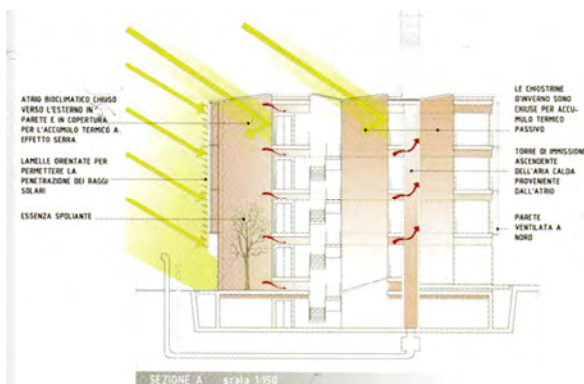 ATRIO BIOCLIMATICO CHIUSO
VERSO L'ESTERNO IN
PARETE E IN COPERTURA
PER L'ACCUMULO TERMICO A
EFFETTO SERRA
LAMELLE ORIENTATE PER
PERMETTERE LA
PENETRAZIONE DEI RAGGI
SOLARI
ESSENZA SPOLIANTE
LE CHIOSTRINE
D'INVERNO SONO
CHIUSE PER ACCU-
MULO TERMICO
PASSIVO
TORRE DI IMMISSIONE
ASCENDENTE
DELL'ARIA CALDA
PROVENIENTE
DALL'ATRIO
PARETE
VENTILATA A
NORD
SEZIONE A scala 1:150